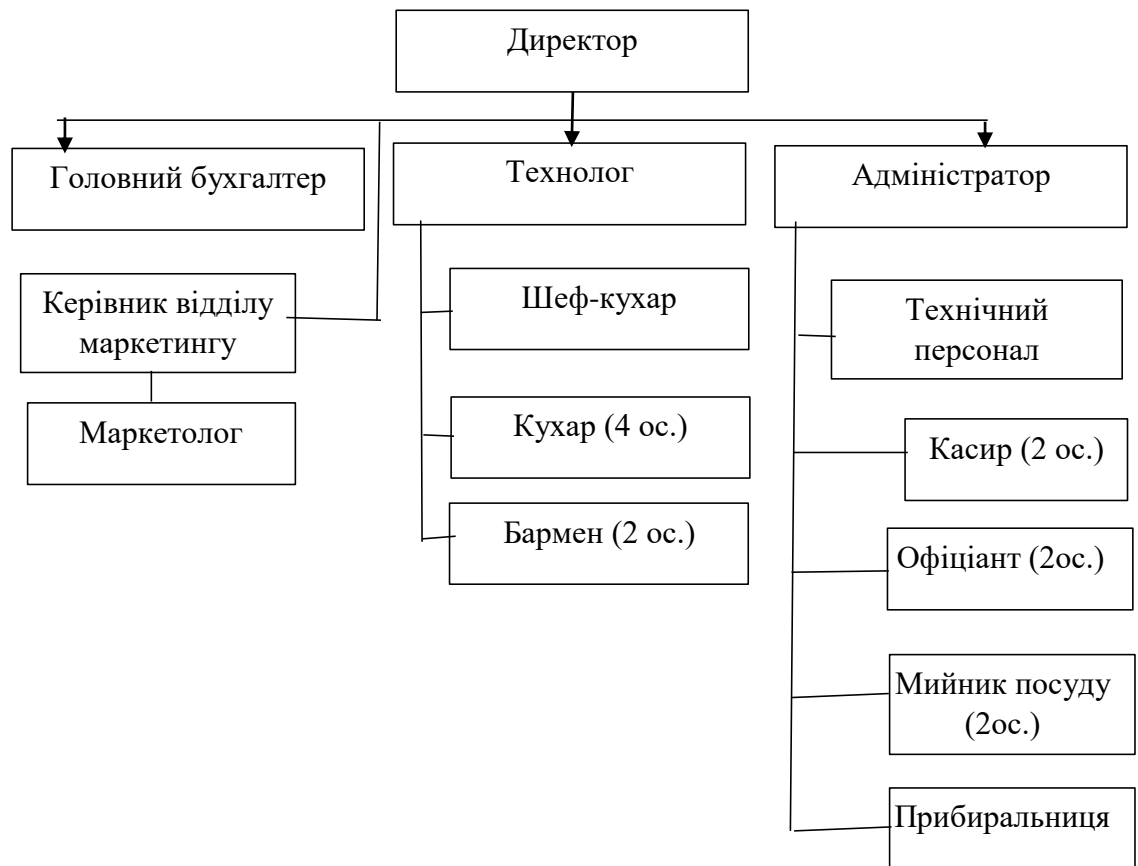 Директор
Головний бухгалтер
Технолог
Адміністратор
Керівник відділу
маркетингу
Маркетолог
Шеф-кухар
Кухар (4 ос.)
Бармен (2 ос.)
Технічний
персонал
Касир (2 ос.)
Офіціант (2ос.)
Мийник посуду
(2ос.)
Прибиральниця